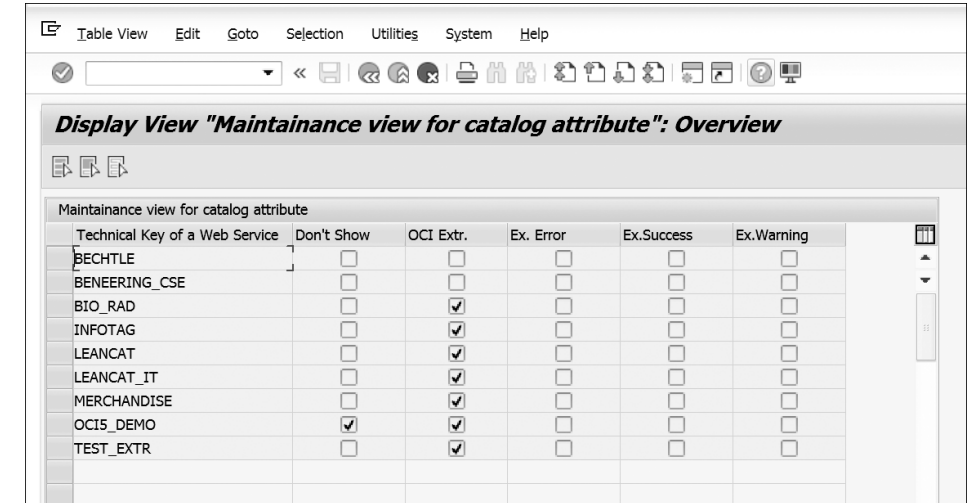 Table View Edit Goto Selection Utilities System Help
Display View "Maintainance view for catalog attribute": Overview
Maintainance view for catalog attribute
Technical Key of a Web Service Don't Show OCI Extr. Ex. Error Ex.Success Ex.Warning
BECHTLE
BENEERING_CSE
BIO_RAD
INFOTAG
LEANCAT
LEANCAT_IT
MERCHANDISE
OCI5_DEMO
TEST_EXTR